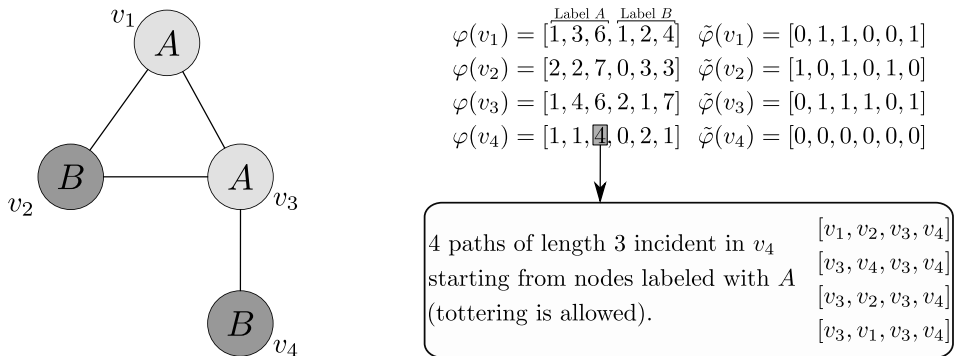 v₁
A
B
v₂
A
v₃
B
v₄
Label A Label B
φ(v₁) = [1, 3, 6, 1, 2, 4] φ̃(v₁) = [0, 1, 1, 0, 0, 1]
φ(v₂) = [2, 2, 7, 0, 3, 3] φ̃(v₂) = [1, 0, 1, 0, 1, 0]
φ(v₃) = [1, 4, 6, 2, 1, 7] φ̃(v₃) = [0, 1, 1, 1, 0, 1]
φ(v₄) = [1, 1, 4, 0, 2, 1] φ̃(v₄) = [0, 0, 0, 0, 0, 0]
4 paths of length 3 incident in v₄
starting from nodes labeled with A
(tottering is allowed).
[v₁, v₂, v₃, v₄]
[v₃, v₄, v₃, v₄]
[v₃, v₂, v₃, v₄]
[v₃, v₁, v₃, v₄]